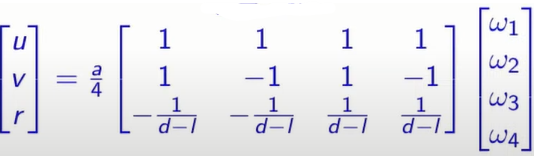 [u v r] = a/4 [1 1 1 1; 1 −1 1 −1; −1/(d−l) −1/(d−l) 1/(d−l) 1/(d−l)] [ω1 ω2 ω3 ω4]